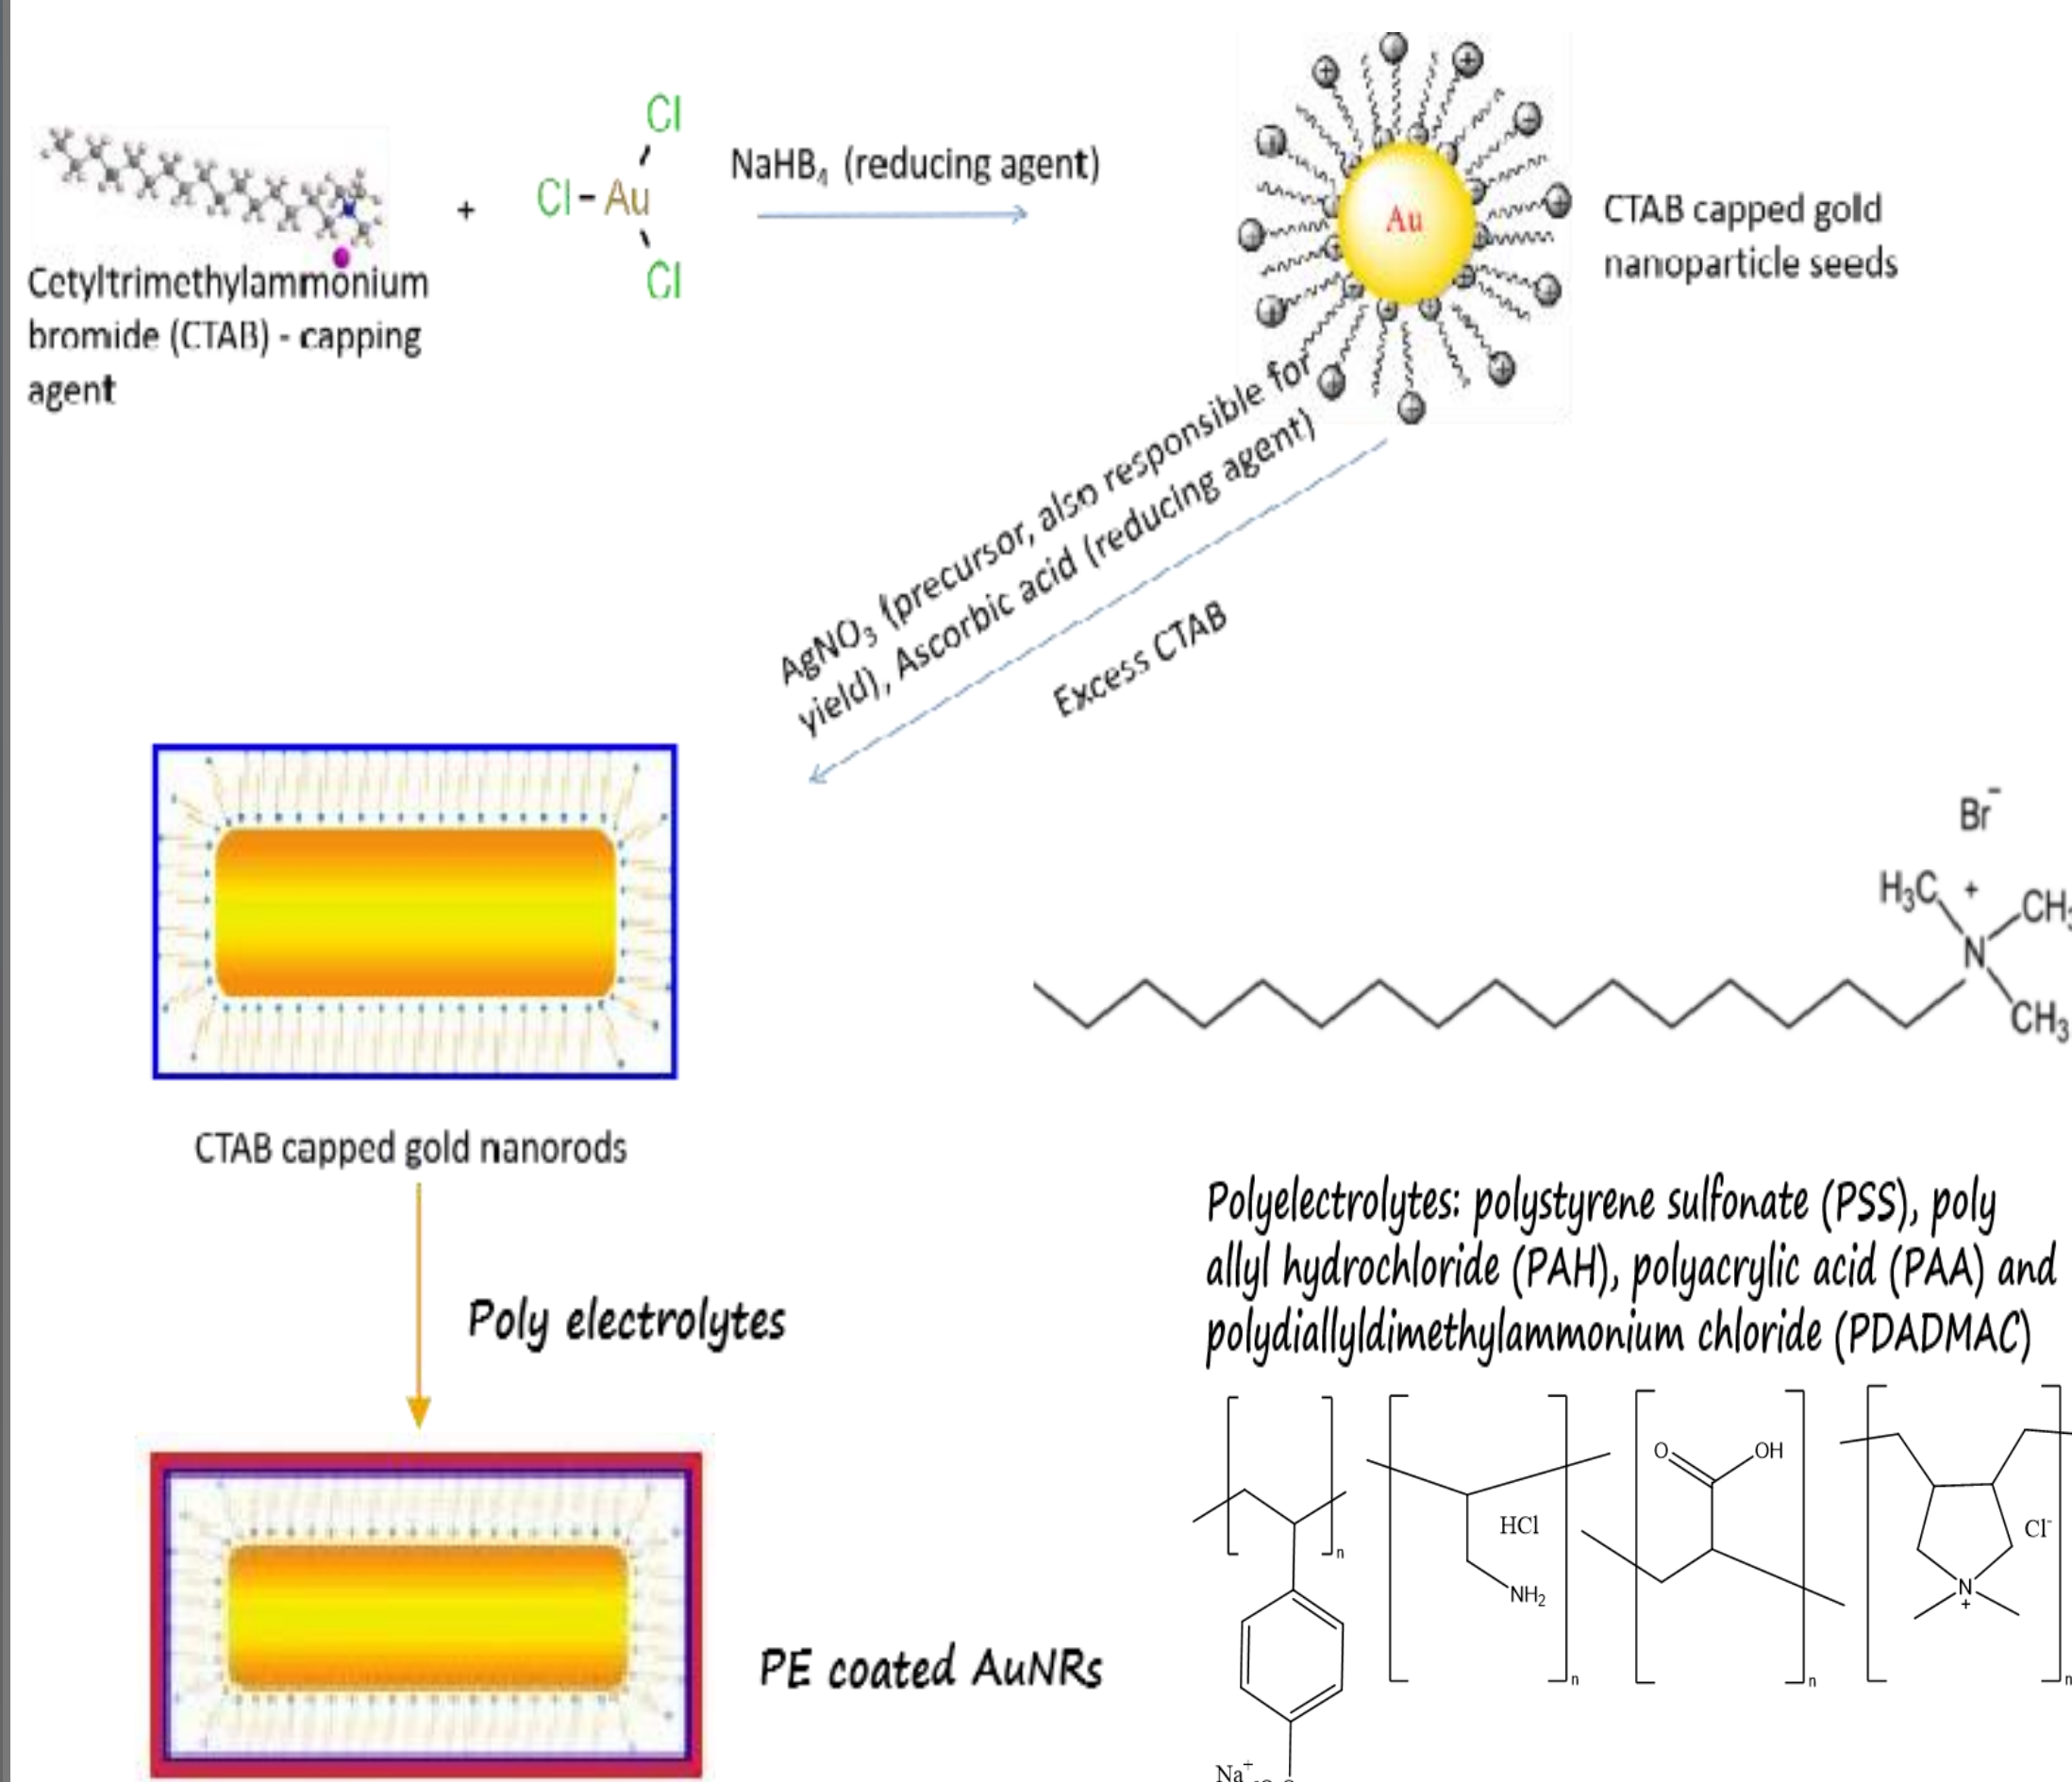 Cl
Cl – Au
Cl
+
NaHB₄ (reducing agent)
Cetyltrimethylammonium
bromide (CTAB) - capping
agent
Au
CTAB capped gold
nanoparticle seeds
AgNO₃ (precursor, also responsible for
yield), Ascorbic acid (reducing agent)
Excess CTAB
Br⁻
H₃C + CH₃
N
CH₃
CTAB capped gold nanorods
Poly electrolytes
Polyelectrolytes: polystyrene sulfonate (PSS), poly
allyl hydrochloride (PAH), polyacrylic acid (PAA) and
polydiallyldimethylammonium chloride (PDADMAC)
n
HCl
NH₂
n
O OH
n
Cl⁻
N
+
n
PE coated AuNRs
Na⁺